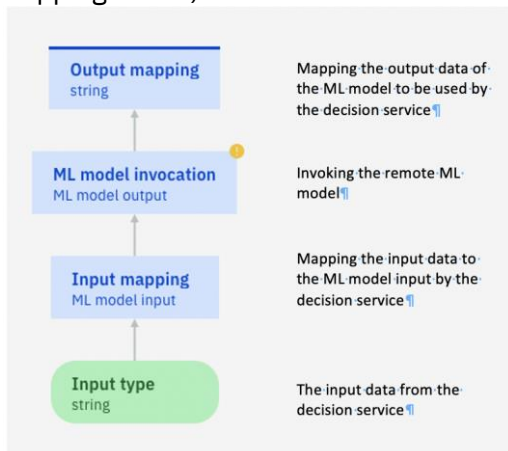 Output mapping
string
Mapping the output data of
the ML model to be used by
the decision service¶
ML model invocation
ML model output
!
Invoking the remote ML
model¶
Input mapping
ML model input
Mapping the input data to
the ML model input by the
decision service¶
Input type
string
The input data from the
decision service¶